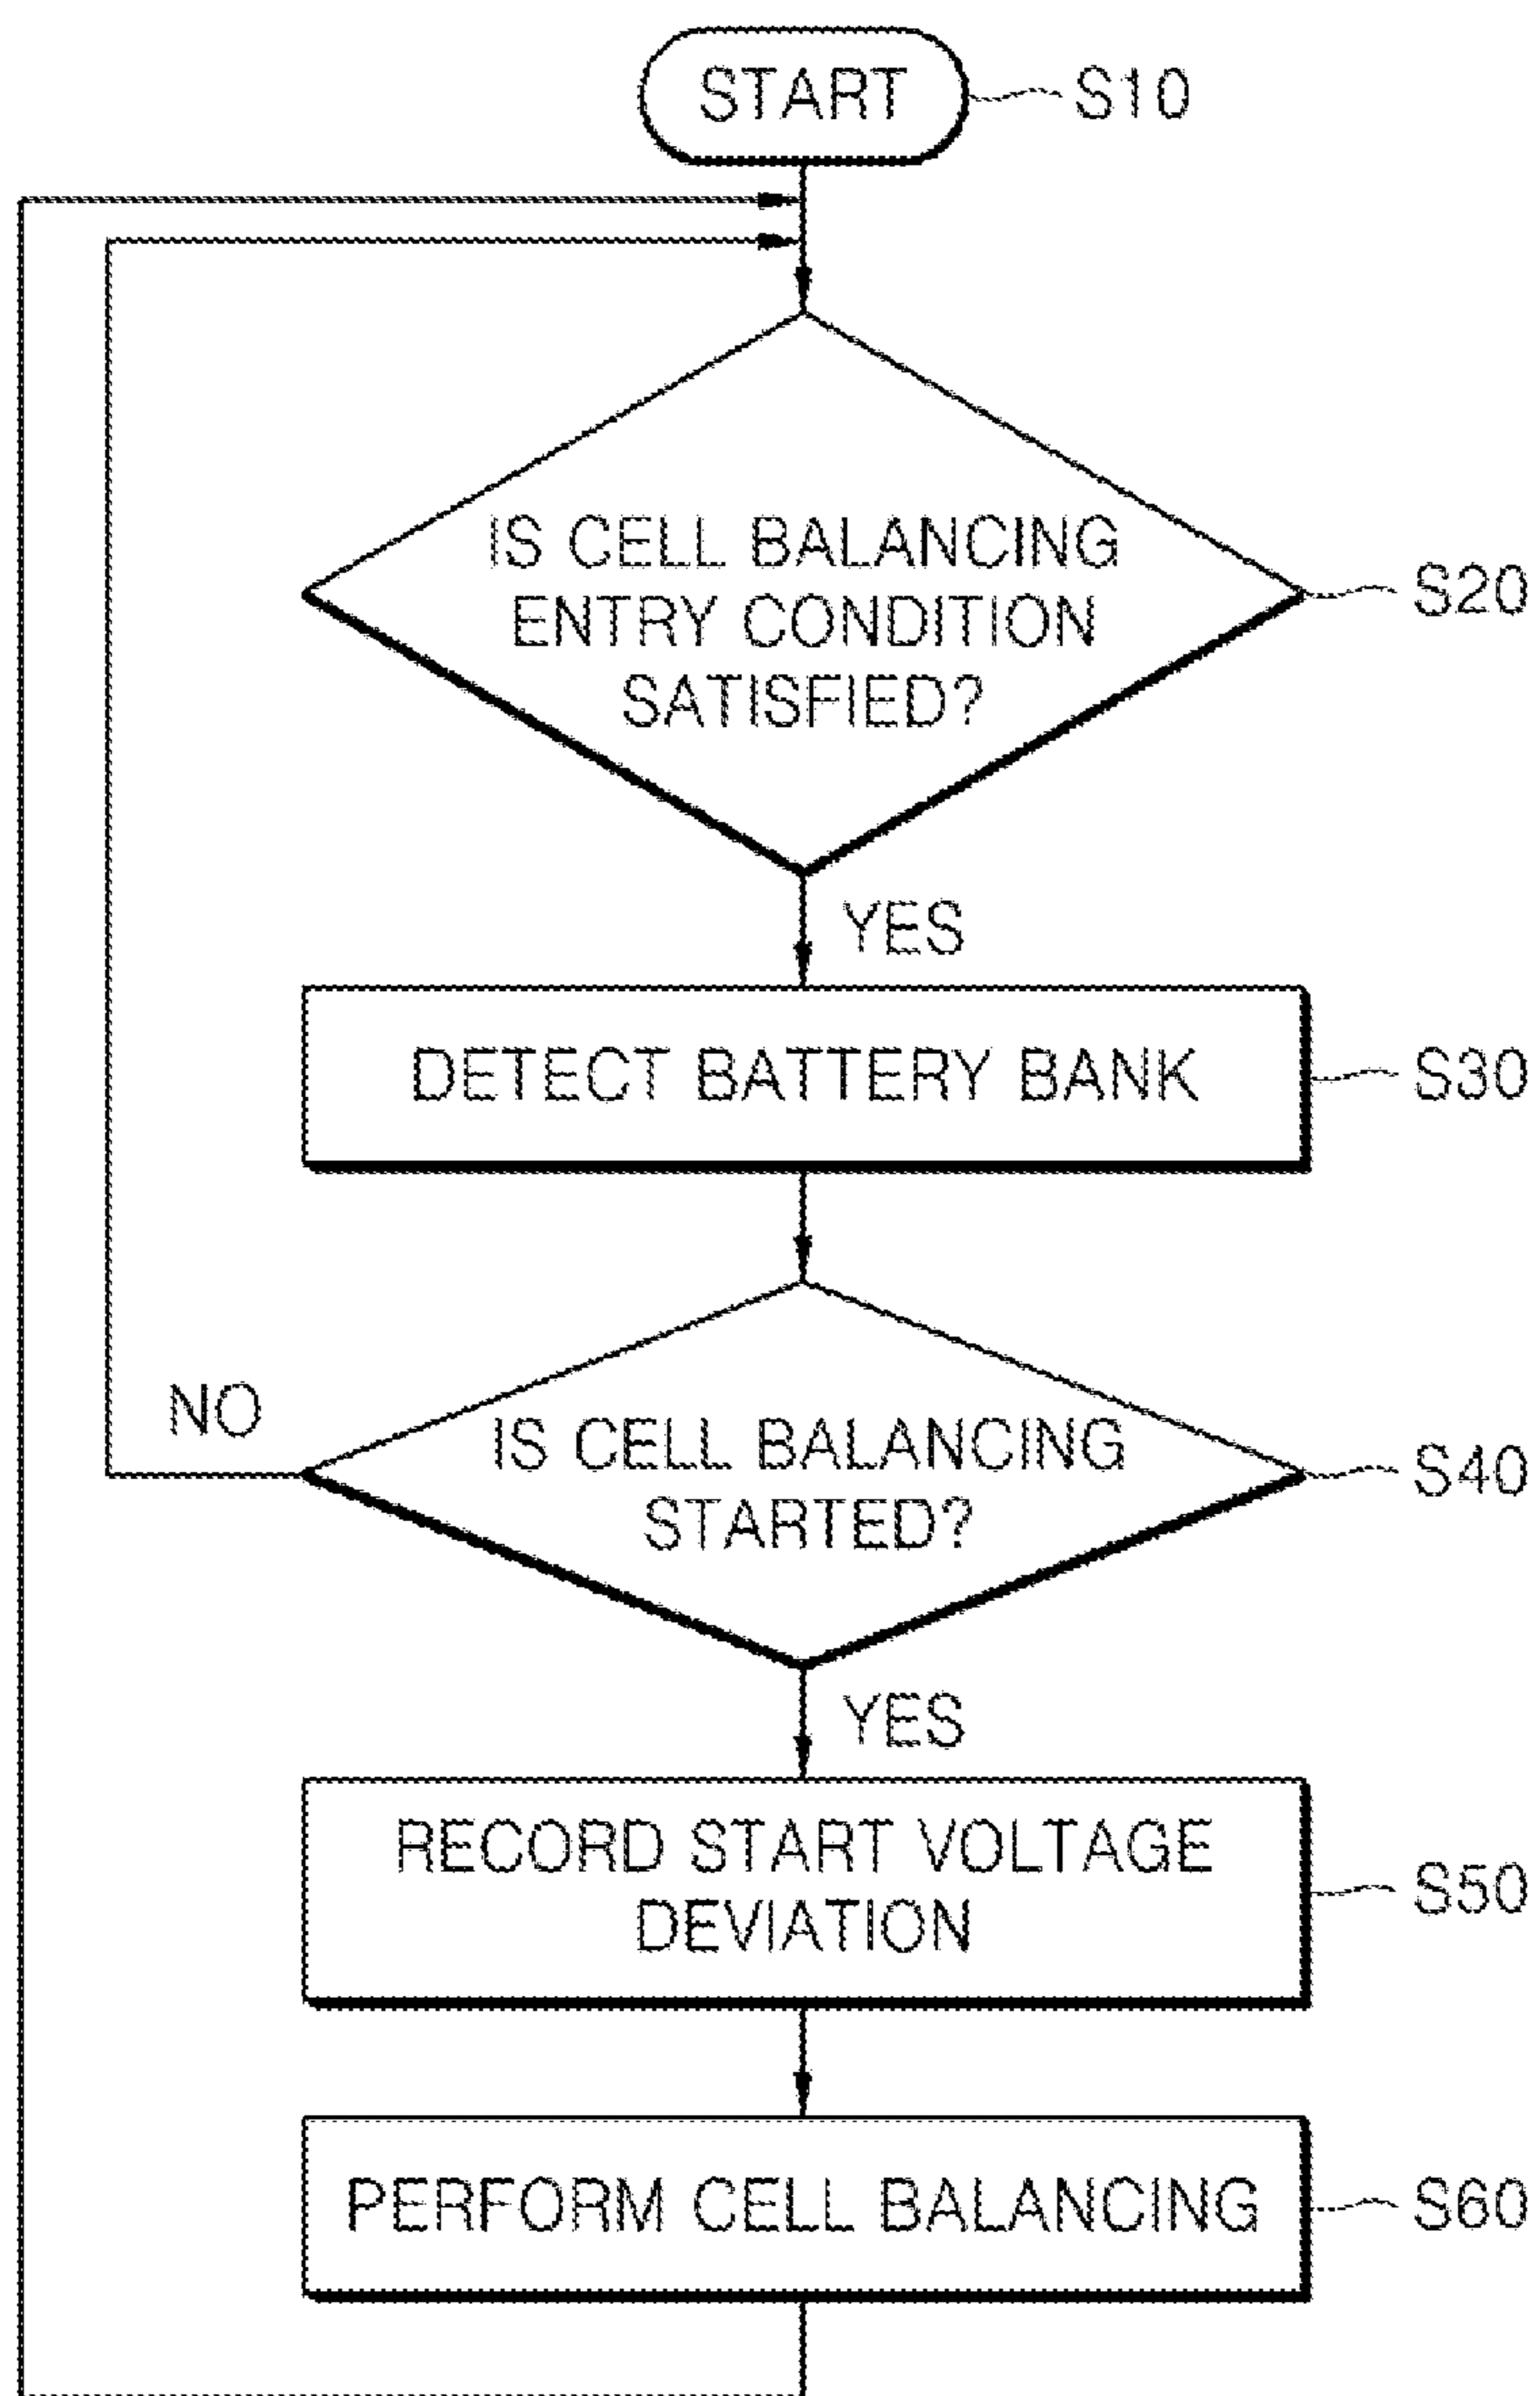 START S10
IS CELL BALANCING
ENTRY CONDITION S20
SATISFIED?
YES
DETECT BATTERY BANK S30
NO
IS CELL BALANCING
STARTED? S40
YES
RECORD START VOLTAGE
DEVIATION S50
PERFORM CELL BALANCING S60